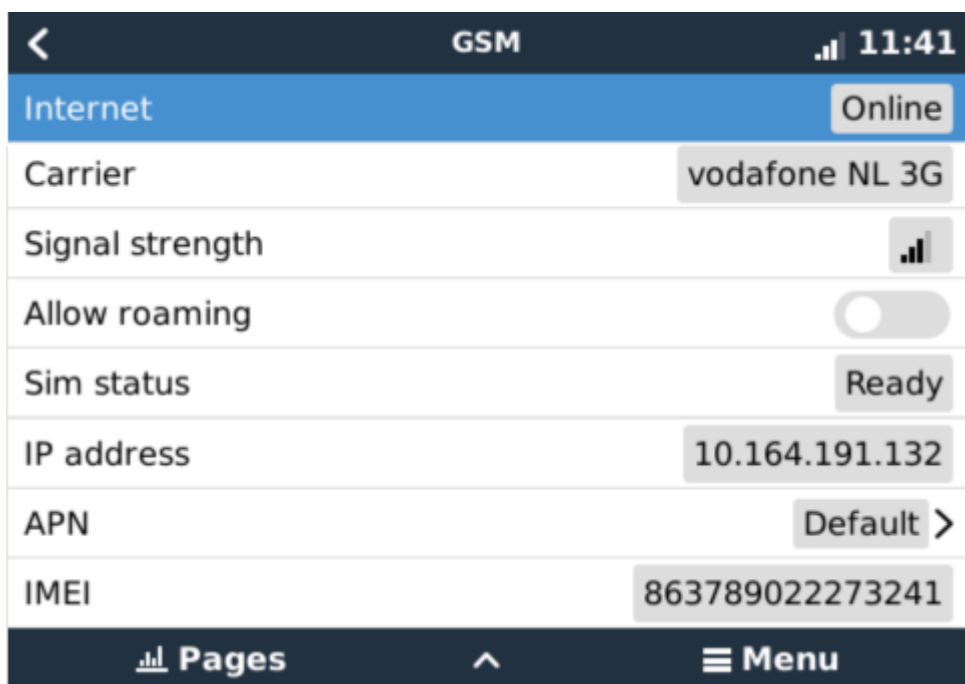 GSM 11:41
Internet Online
Carrier vodafone NL 3G
Signal strength
Allow roaming
Sim status Ready
IP address 10.164.191.132
APN Default
IMEI 863789022273241
Pages Menu